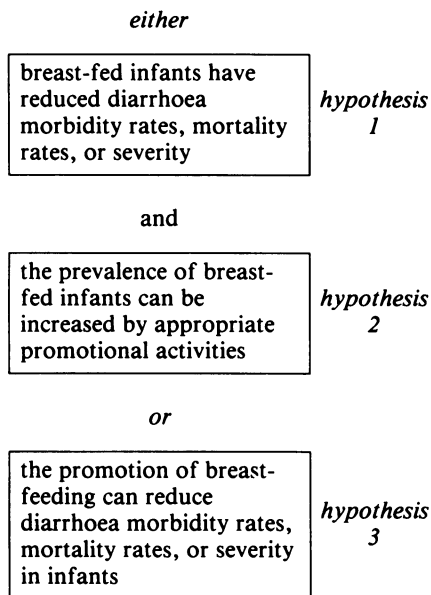 either
breast-fed infants have
reduced diarrhoea
morbidity rates, mortality
rates, or severity
hypothesis
1
and
the prevalence of breast-
fed infants can be
increased by appropriate
promotional activities
hypothesis
2
or
the promotion of breast-
feeding can reduce
diarrhoea morbidity rates,
mortality rates, or severity
in infants
hypothesis
3